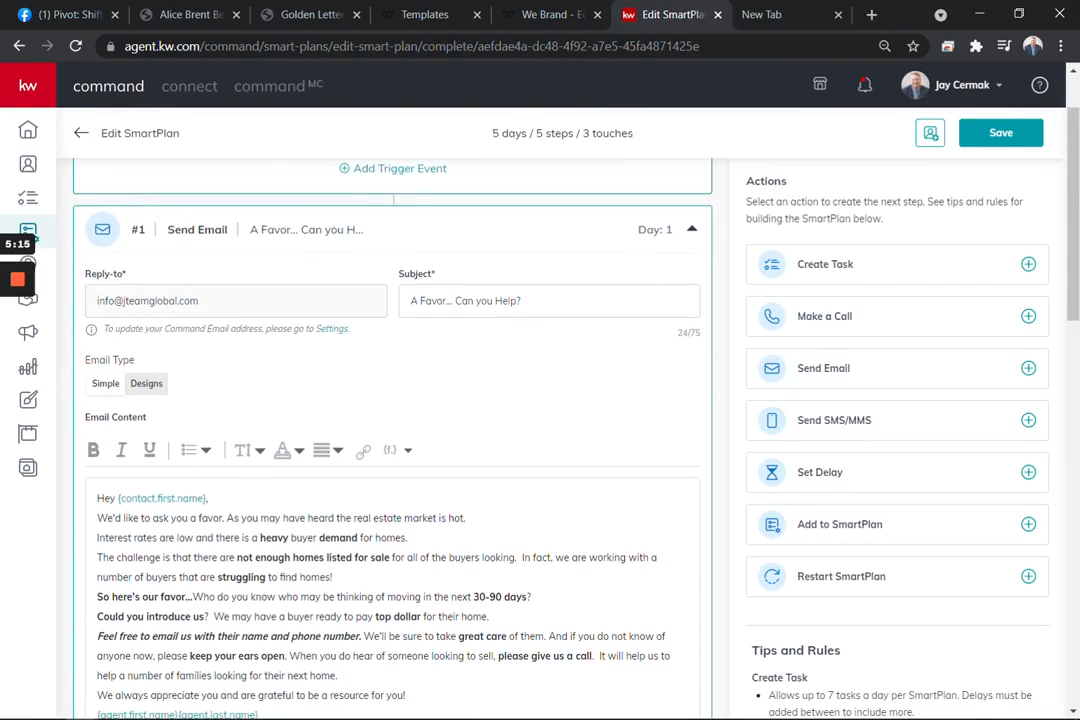 (1) Pivot: Shift
Alice Brent Be
Golden Letter
Templates
We Brand - Ed
Edit SmartPlan
New Tab
agent.kw.com/command/smart-plans/edit-smart-plan/complete/aefdae4a-dc48-4f92-a7e5-45fa4871425e
kw command connect command MC Jay Cermak
Edit SmartPlan 5 days / 5 steps / 3 touches Save
Add Trigger Event
#1 Send Email A Favor... Can you H... Day: 1
Reply-to* Subject*
info@jteamglobal.com A Favor... Can you Help?
To update your Command Email address, please go to Settings. 24/75
Email Type
Simple Designs
Email Content
B I U TI A (f.)
Hey {contact.first.name},
We'd like to ask you a favor. As you may have heard the real estate market is hot.
Interest rates are low and there is a heavy buyer demand for homes.
The challenge is that there are not enough homes listed for sale for all of the buyers looking. In fact, we are working with a
number of buyers that are struggling to find homes!
So here's our favor...Who do you know who may be thinking of moving in the next 30-90 days?
Could you introduce us? We may have a buyer ready to pay top dollar for their home.
Feel free to email us with their name and phone number. We'll be sure to take great care of them. And if you do not know of
anyone now, please keep your ears open. When you do hear of someone looking to sell, please give us a call. It will help us to
help a number of families looking for their next home.
We always appreciate you and are grateful to be a resource for you!
{agent.first.name}{agent.last.name}
5:15
Actions
Select an action to create the next step. See tips and rules for
building the SmartPlan below.
Create Task
Make a Call
Send Email
Send SMS/MMS
Set Delay
Add to SmartPlan
Restart SmartPlan
Tips and Rules
Create Task
• Allows up to 7 tasks a day per SmartPlan. Delays must be
added between to include more.